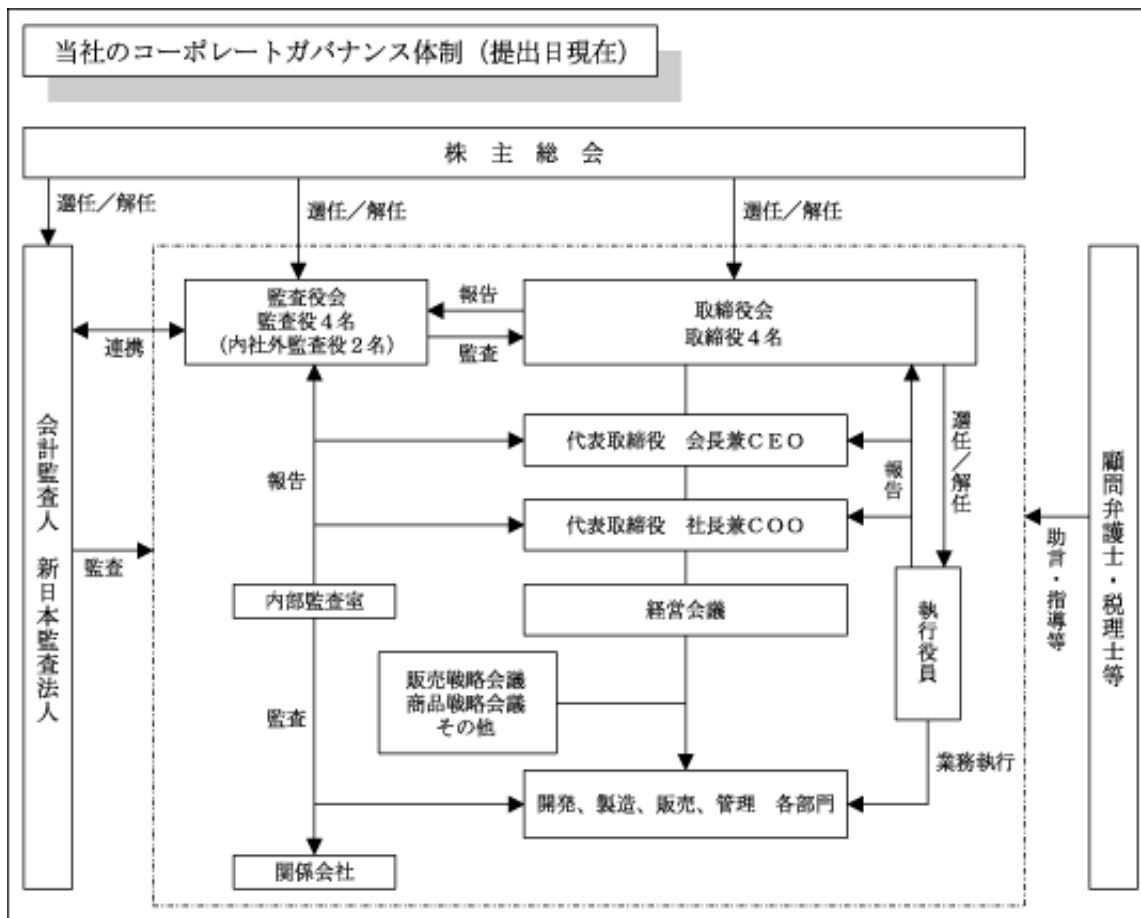 当社のコーポレートガバナンス体制（提出日現在）
株 主 総 会
選任／解任
選任／解任
選任／解任
監査役会
監査役４名
(内社外監査役２名)
報告
監査
取締役会
取締役４名
連携
会計監査人 新日本監査法人
監査
代表取締役 会長兼ＣＥＯ
報告
報告
選任／解任
代表取締役 社長兼ＣＯＯ
内部監査室
経営会議
執行役員
助言・指導等
顧問弁護士・税理士等
販売戦略会議
商品戦略会議
その他
監査
業務執行
開発、製造、販売、管理 各部門
関係会社